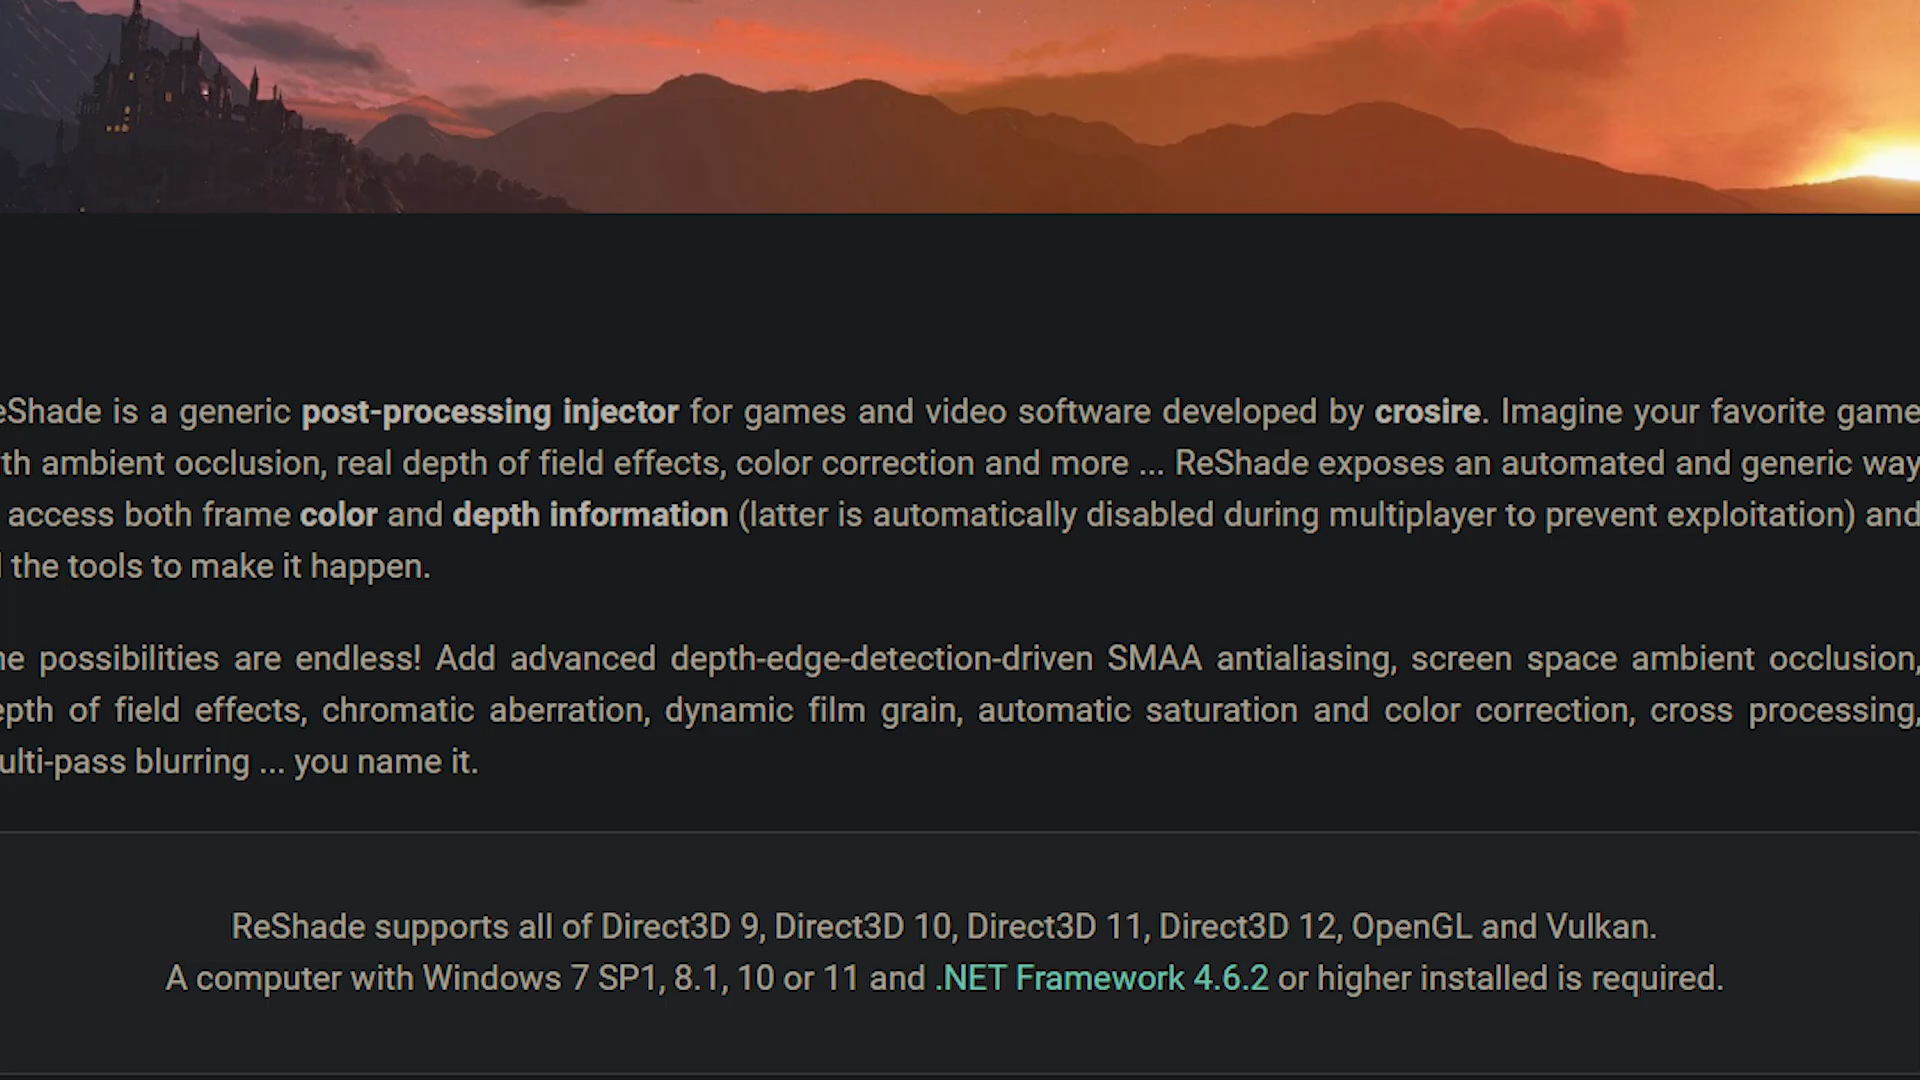 eShade is a generic post-processing injector for games and video software developed by crosire. Imagine your favorite game
th ambient occlusion, real depth of field effects, color correction and more ... ReShade exposes an automated and generic way
access both frame color and depth information (latter is automatically disabled during multiplayer to prevent exploitation) and
l the tools to make it happen.
he possibilities are endless! Add advanced depth-edge-detection-driven SMAA antialiasing, screen space ambient occlusion,
epth of field effects, chromatic aberration, dynamic film grain, automatic saturation and color correction, cross processing,
ulti-pass blurring ... you name it.
ReShade supports all of Direct3D 9, Direct3D 10, Direct3D 11, Direct3D 12, OpenGL and Vulkan.
A computer with Windows 7 SP1, 8.1, 10 or 11 and .NET Framework 4.6.2 or higher installed is required.